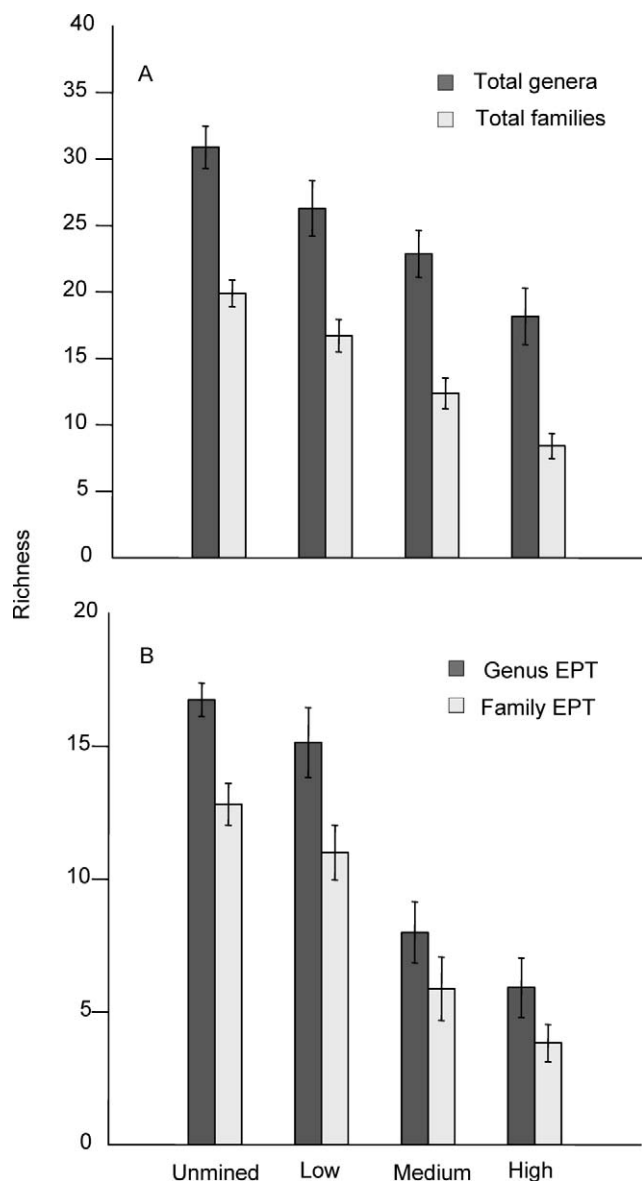 40
A
Total genera
35
Total families
30
25
20
15
10
5
0
Richness
20
B
Genus EPT
Family EPT
15
10
5
0
Unmined Low Medium High